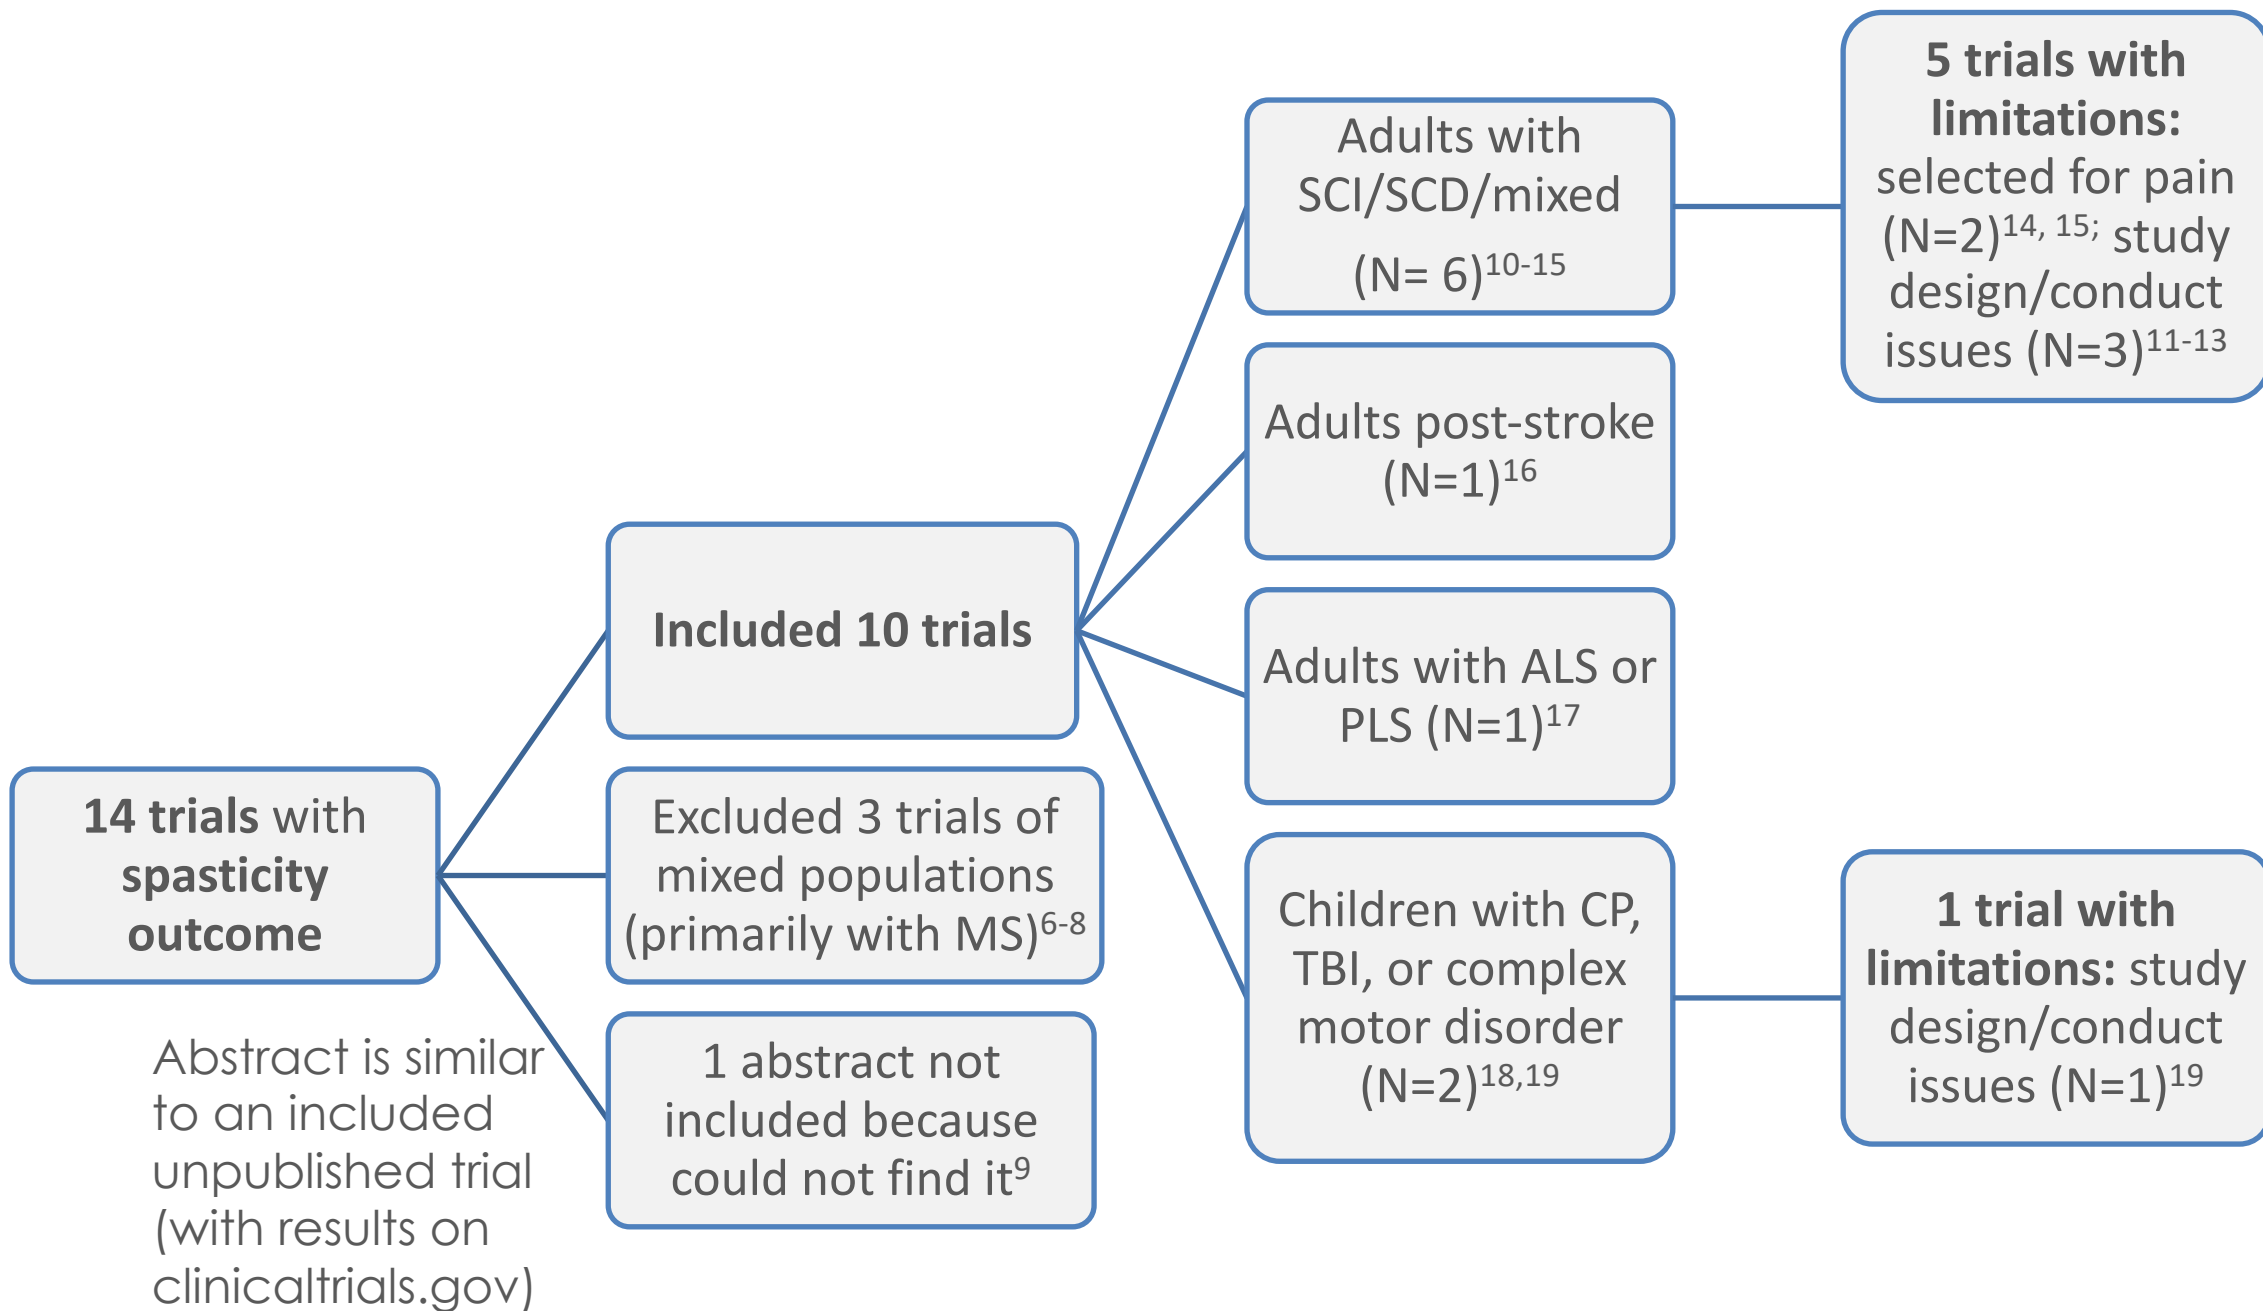 14 trials with
spasticity
outcome
Abstract is similar
to an included
unpublished trial
(with results on
clinicaltrials.gov)
Included 10 trials
Excluded 3 trials of
mixed populations
(primarily with MS)6-8
1 abstract not
included because
could not find it9
Adults with
SCI/SCD/mixed
(N= 6)10-15
Adults post-stroke
(N=1)16
Adults with ALS or
PLS (N=1)17
Children with CP,
TBI, or complex
motor disorder
(N=2)18,19
5 trials with
limitations:
selected for pain
(N=2)14, 15; study
design/conduct
issues (N=3)11-13
1 trial with
limitations: study
design/conduct
issues (N=1)19